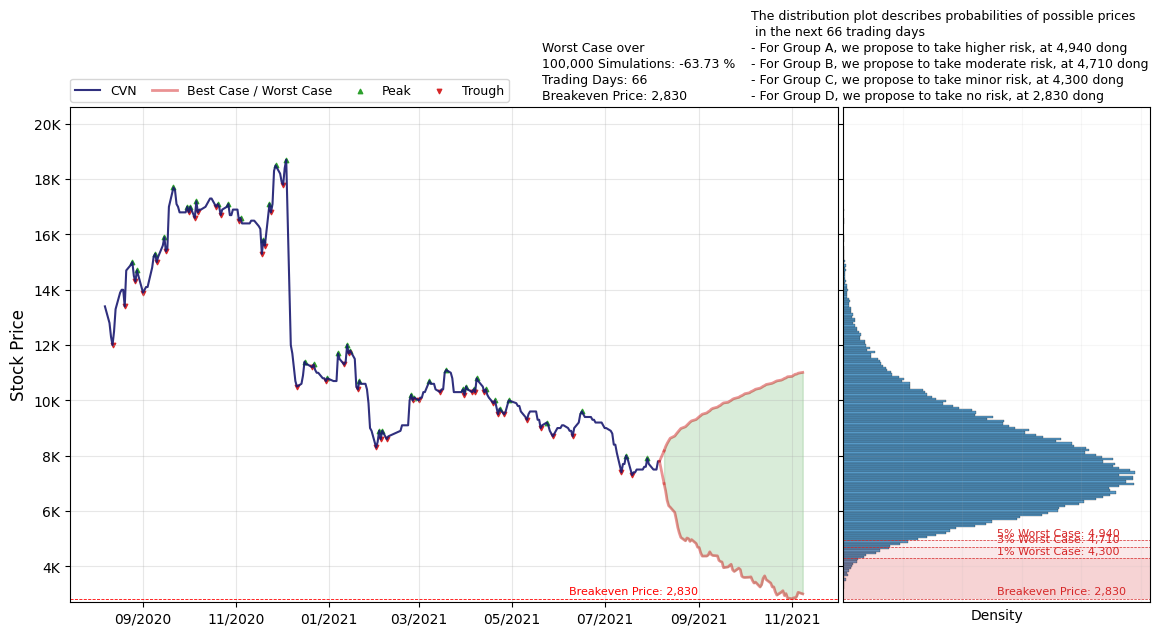 The distribution plot describes probabilities of possible prices
in the next 66 trading days
- For Group A, we propose to take higher risk, at 4,940 dong
- For Group B, we propose to take moderate risk, at 4,710 dong
- For Group C, we propose to take minor risk, at 4,300 dong
- For Group D, we propose to take no risk, at 2,830 dong
Worst Case over
100,000 Simulations: -63.73 %
Trading Days: 66
Breakeven Price: 2,830
CVN
Best Case / Worst Case
Peak
Trough
Stock Price
20K
18K
16K
14K
12K
10K
8K
6K
4K
Breakeven Price: 2,830
09/2020
11/2020
01/2021
03/2021
05/2021
07/2021
09/2021
11/2021
5% Worst Case: 4,940
3% Worst Case: 4,710
1% Worst Case: 4,300
Breakeven Price: 2,830
Density